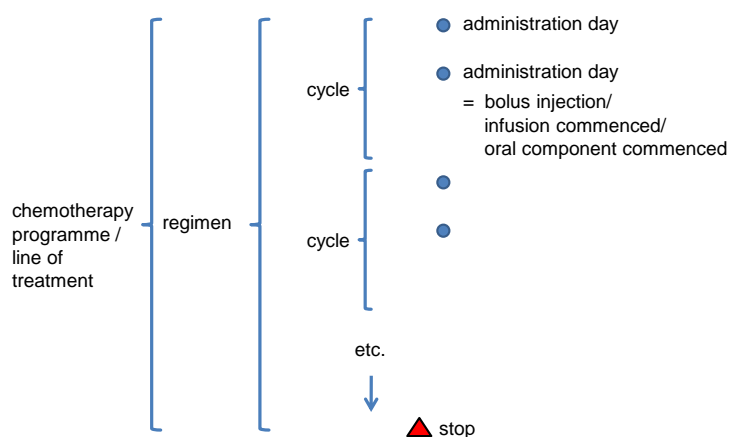 administration day
administration day
cycle
= bolus injection/
infusion commenced/
oral component commenced
chemotherapy
programme /
line of
treatment
regimen
cycle
etc.
stop